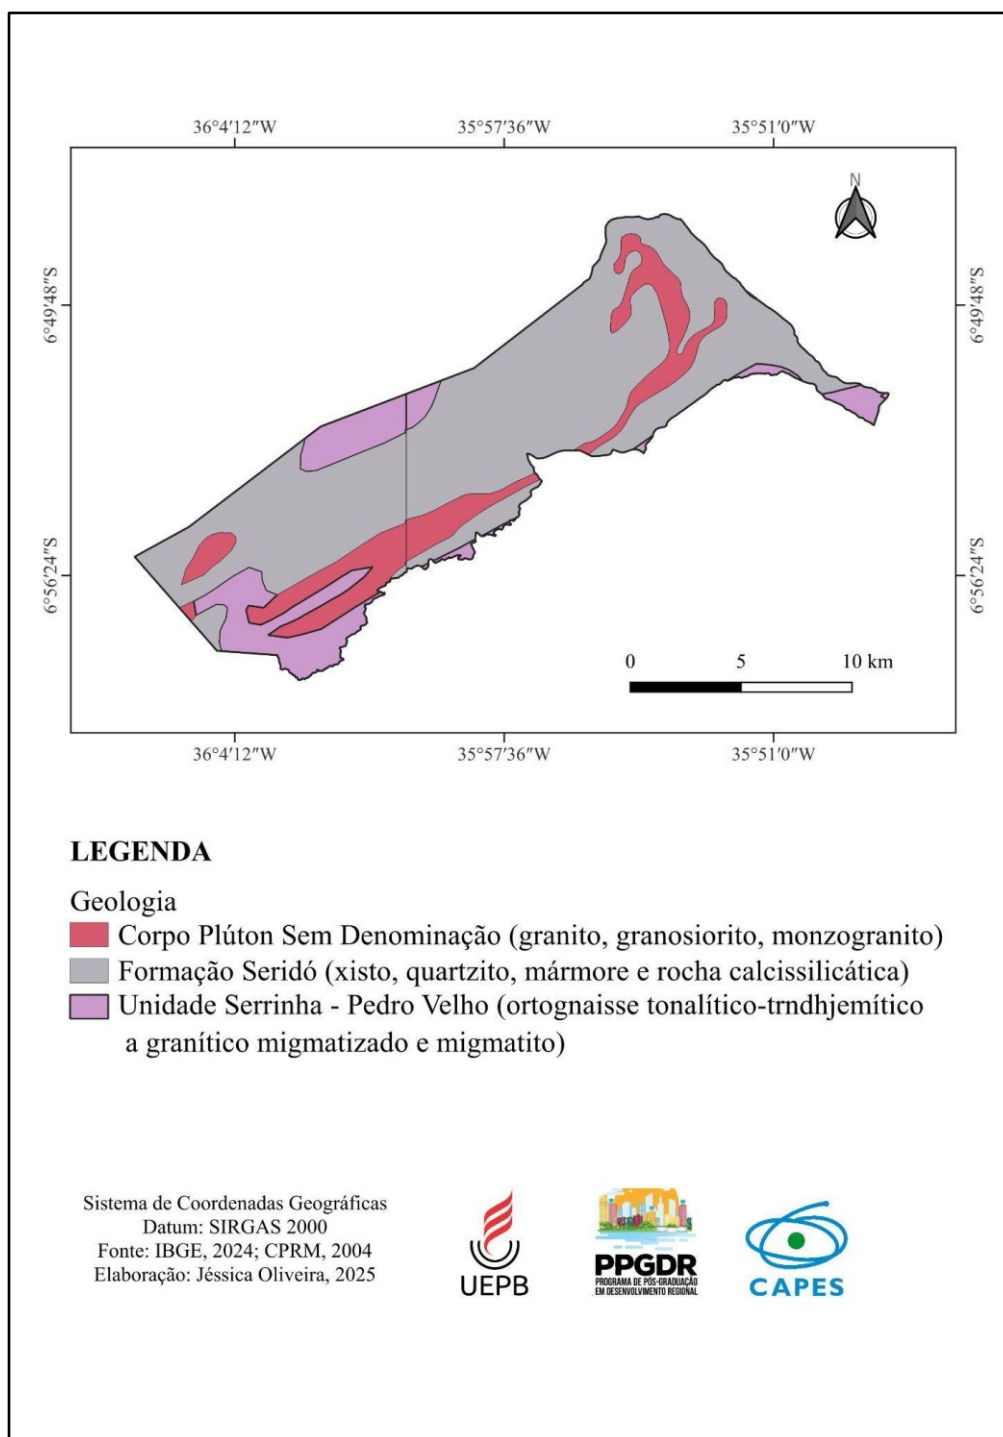 36°4'12"W 35°57'36"W 35°51'0"W
N
6°49'48"S 6°49'48"S
6°56'24"S 6°56'24"S
0 5 10 km
36°4'12"W 35°57'36"W 35°51'0"W
LEGENDA
Geologia
Corpo Plúton Sem Denominação (granito, granosiorito, monzogranito)
Formação Seridó (xisto, quartzito, mármore e rocha calcissilicática)
Unidade Serrinha - Pedro Velho (ortognaisse tonalítico-trndhjemítico
a granítico migmatizado e migmatito)
Sistema de Coordenadas Geográficas
Datum: SIRGAS 2000
Fonte: IBGE, 2024; CPRM, 2004
Elaboração: Jéssica Oliveira, 2025
UEPB
PPGDR
PROGRAMA DE PÓS-GRADUAÇÃO
EM DESENVOLVIMENTO REGIONAL
CAPES